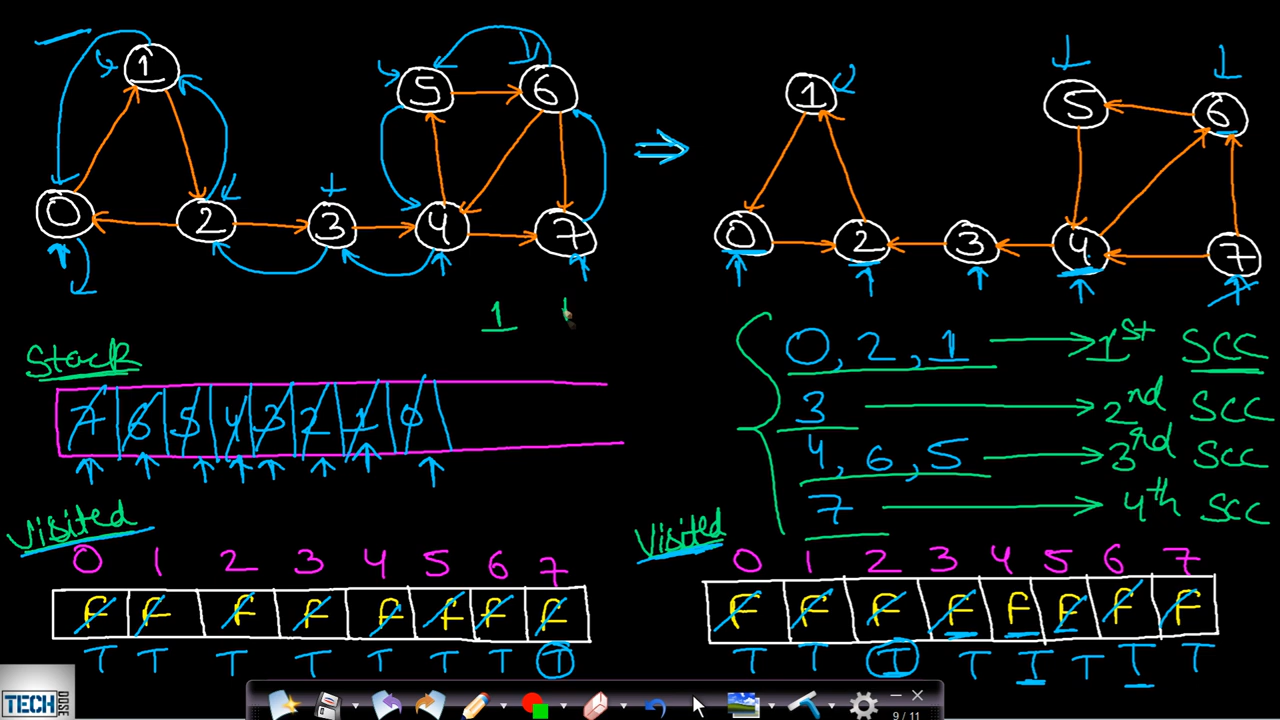 1 5 6
0 2 3 4 7
1 5 6
0 2 3 4 7
1
Stack
7 6 5 4 3 2 1 0
0, 2, 1 1st SCC
3 2nd SCC
4, 6, 5 3rd SCC
7 4th SCC
Visited
0 1 2 3 4 5 6 7
F F F F F F F F
T T T T T T T T
Visited
0 1 2 3 4 5 6 7
F F F F F F F F
T T T T T T T T
TECH DOSE
9 / 11